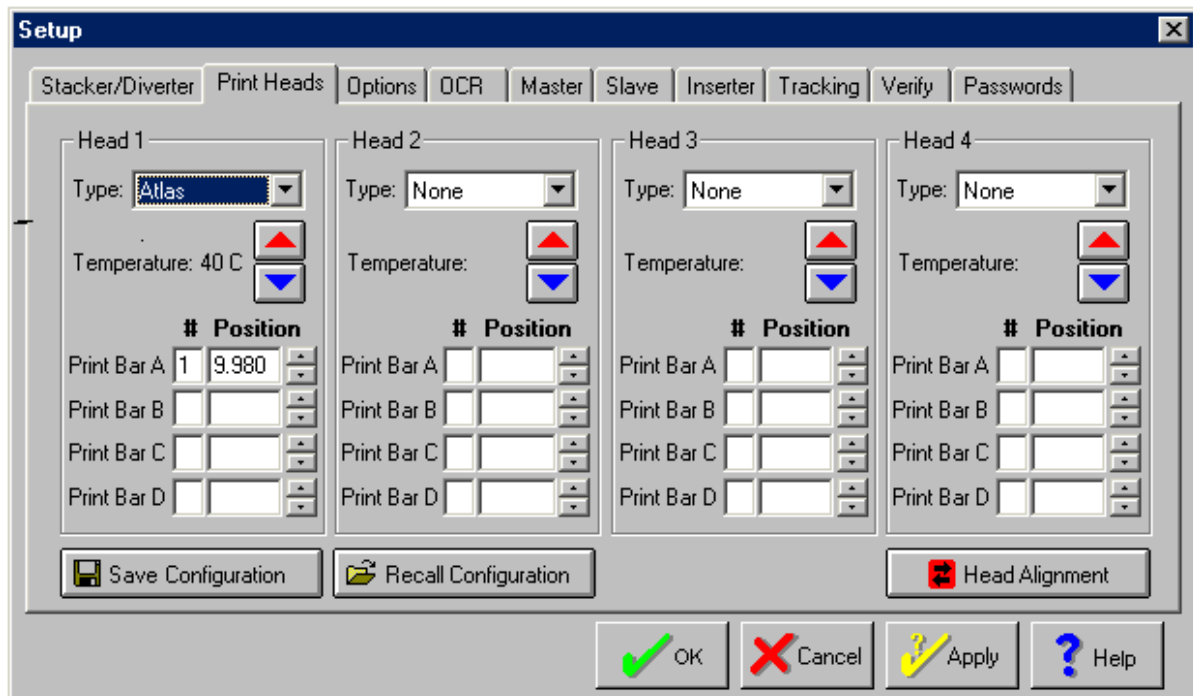 Setup
Stacker/Diverter Print Heads Options OCR Master Slave Inserter Tracking Verify Passwords
Head 1 Head 2 Head 3 Head 4
Type: Atlas Type: None Type: None Type: None
Temperature: 40 C Temperature: Temperature: Temperature:
# Position # Position # Position # Position
Print Bar A 1 9.980 Print Bar A Print Bar A Print Bar A
Print Bar B Print Bar B Print Bar B Print Bar B
Print Bar C Print Bar C Print Bar C Print Bar C
Print Bar D Print Bar D Print Bar D Print Bar D
Save Configuration Recall Configuration Head Alignment
OK Cancel Apply Help